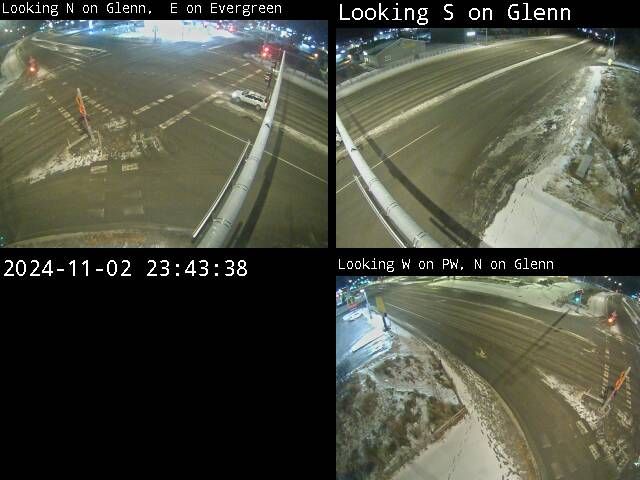 Looking N on Glenn,  E on Evergreen
Looking S on Glenn
2024-11-02 23:43:38
Looking W on PW, N on Glenn